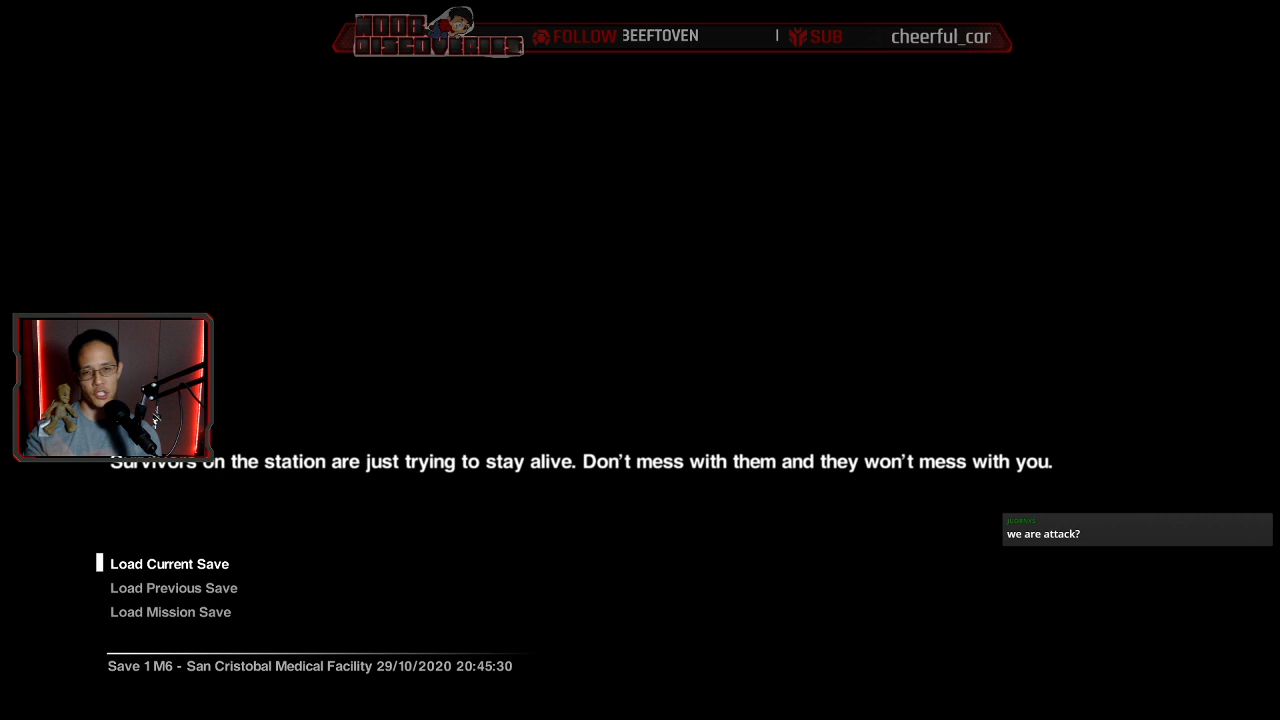 NOOB DISCOVERIES
FOLLOW BEEFTOVEN | SUB cheerful_car
Survivors on the station are just trying to stay alive. Don't mess with them and they won't mess with you.
we are attack?
Load Current Save
Load Previous Save
Load Mission Save
Save 1 M6 - San Cristobal Medical Facility 29/10/2020 20:45:30